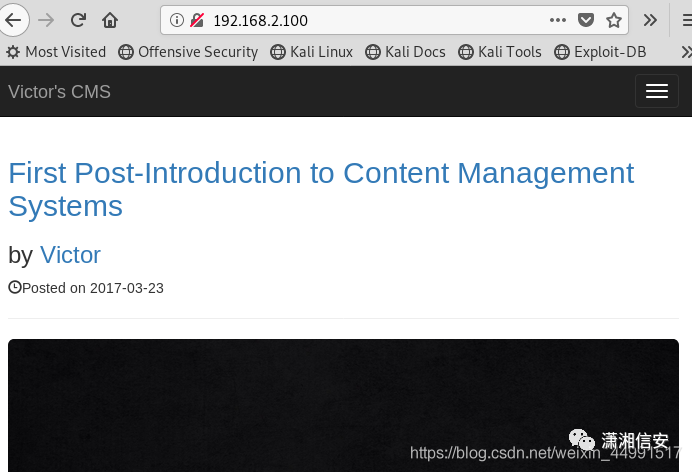 192.168.2.100
Most Visited Offensive Security Kali Linux Kali Docs Kali Tools Exploit-DB
Victor's CMS
First Post-Introduction to Content Management
Systems
by Victor
Posted on 2017-03-23
潇湘信安
https://blog.csdn.net/weixin_44991517